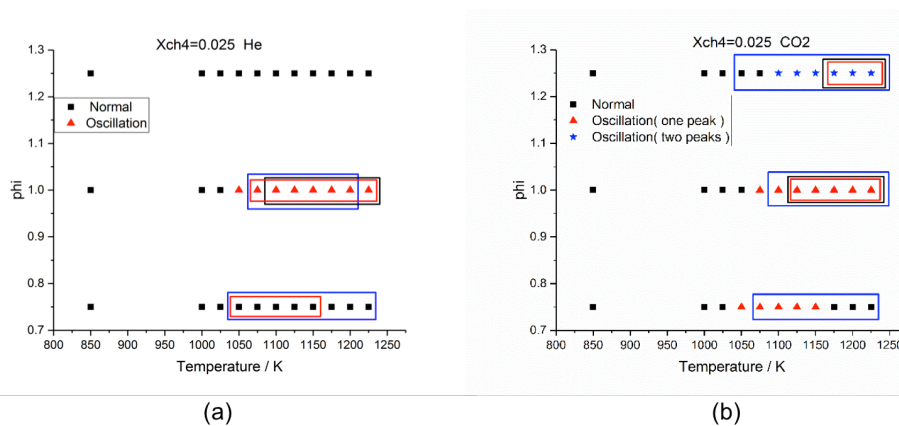 Xch4=0.025 He
1.3
1.2
1.1
1.0
0.9
0.8
0.7
phi
Normal
Oscillation
800 850 900 950 1000 1050 1100 1150 1200 1250
Temperature / K
(a)
Xch4=0.025 CO2
1.3
1.2
1.1
1.0
0.9
0.8
0.7
phi
Normal
Oscillation( one peak )
Oscillation( two peaks )
800 850 900 950 1000 1050 1100 1150 1200 1250
Temperature / K
(b)